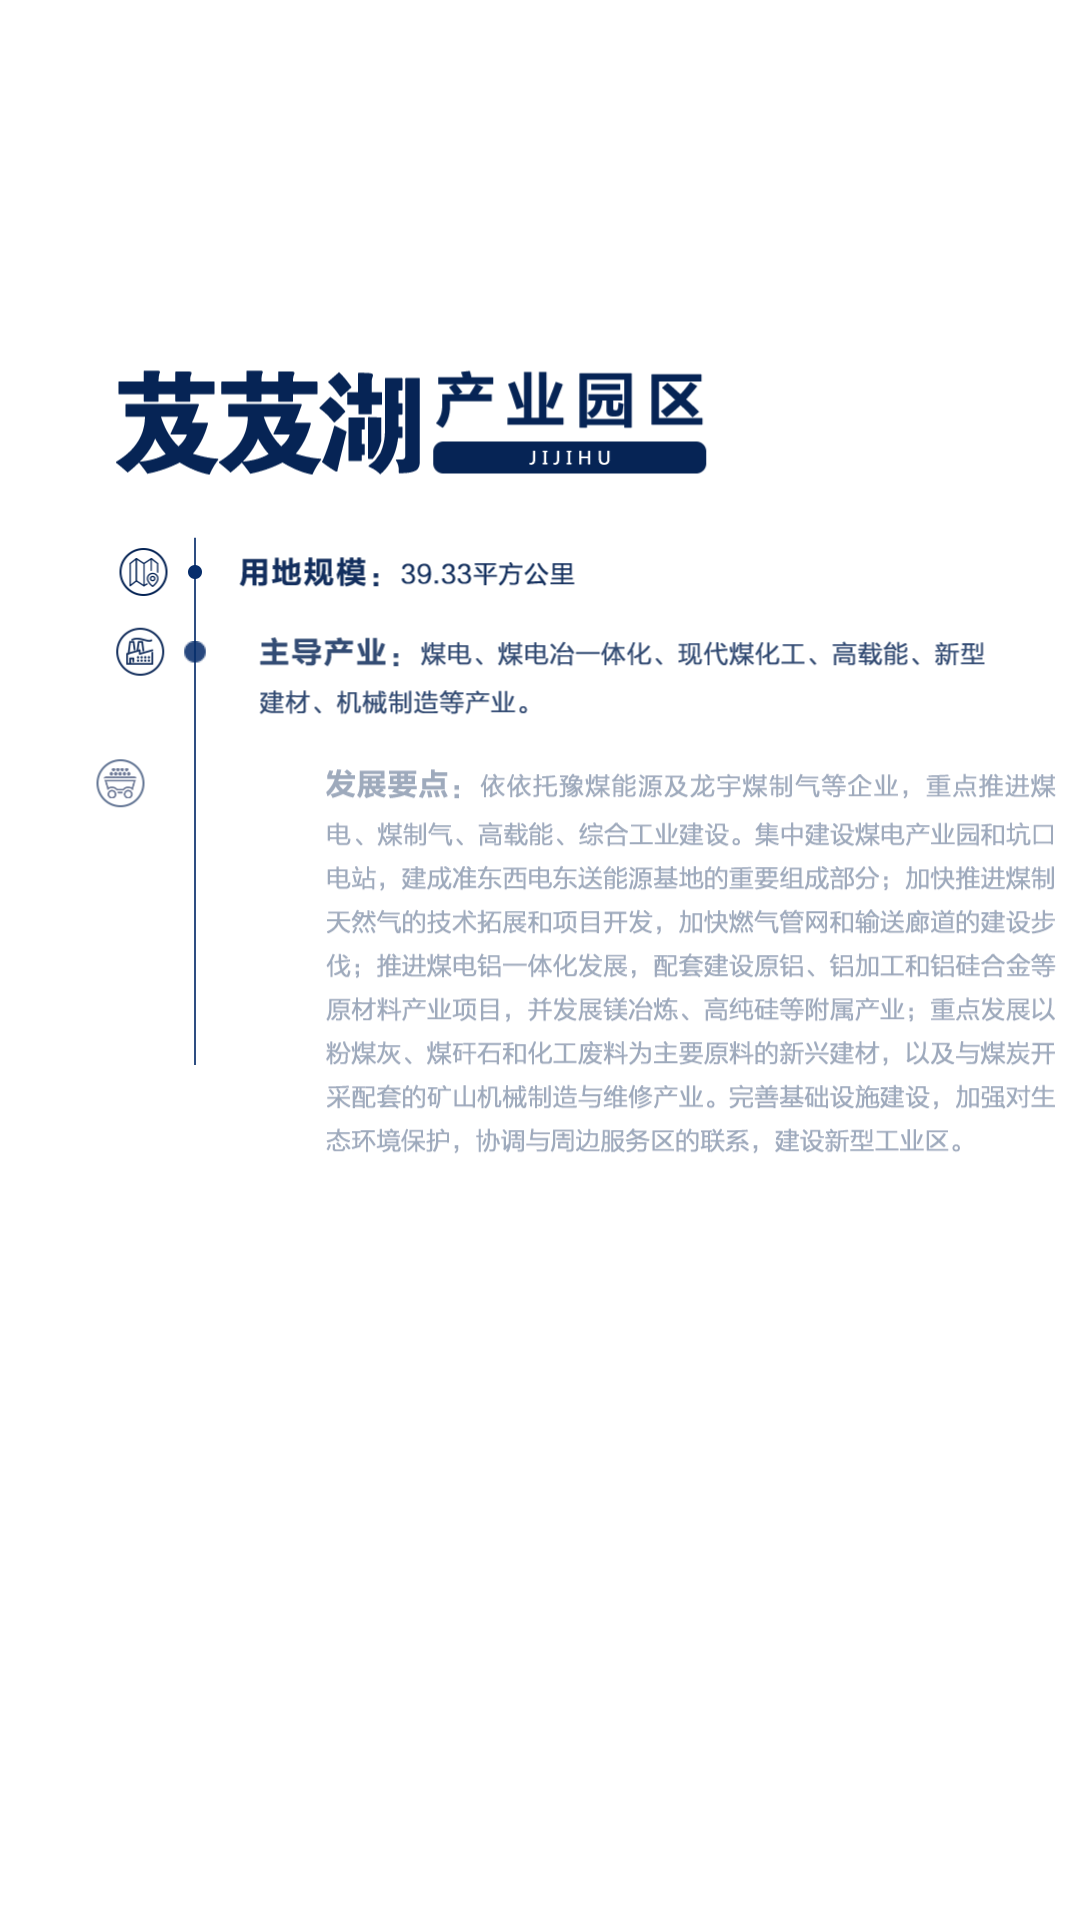 芨芨湖产业园区
JIJIHU
用地规模：39.33平方公里
主导产业：煤电、煤电冶一体化、现代煤化工、高载能、新型
建材、机械制造等产业。
发展要点：依依托豫煤能源及龙宇煤制气等企业，重点推进煤
电、煤制气、高载能、综合工业建设。集中建设煤电产业园和坑口
电站，建成准东西电东送能源基地的重要组成部分；加快推进煤制
天然气的技术拓展和项目开发，加快燃气管网和输送廊道的建设步
伐；推进煤电铝一体化发展，配套建设原铝、铝加工和铝硅合金等
原材料产业项目，并发展镁冶炼、高纯硅等附属产业；重点发展以
粉煤灰、煤矸石和化工废料为主要原料的新兴建材，以及与煤炭开
采配套的矿山机械制造与维修产业。完善基础设施建设，加强对生
态环境保护，协调与周边服务区的联系，建设新型工业区。